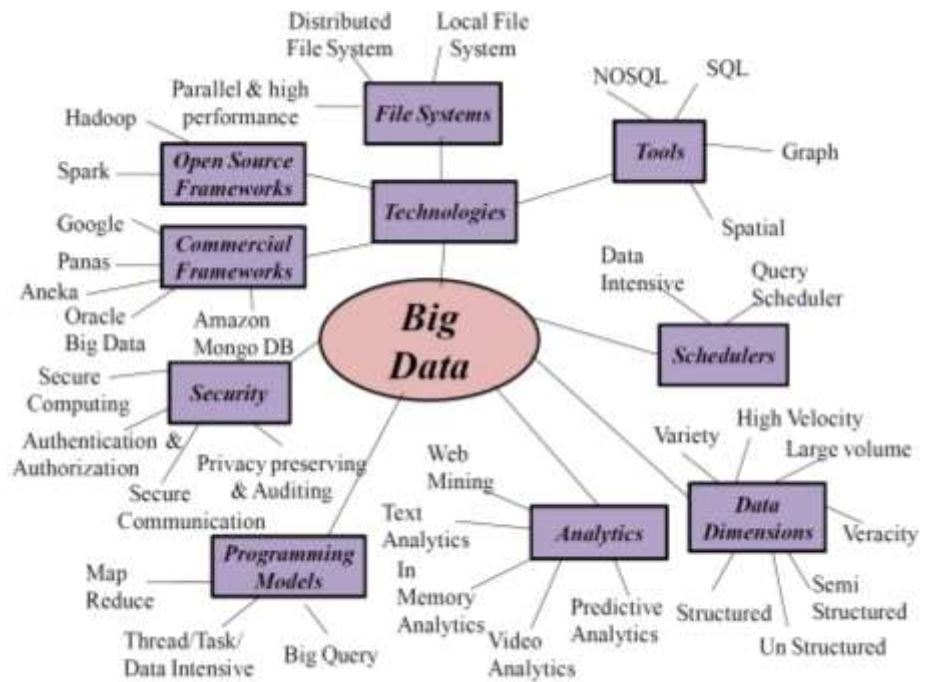 Distributed
File System
Local File
System
Parallel & high
performance
File Systems
NOSQL
SQL
Tools
Graph
Spatial
Hadoop
Spark
Open Source
Frameworks
Technologies
Google
Panas
Aneka
Oracle
Big Data
Amazon
Mongo DB
Commercial
Frameworks
Big
Data
Data
Intensive
Query
Scheduler
Schedulers
Secure
Computing
Security
Authentication &
Authorization
Secure
Communication
Privacy preserving
& Auditing
Programming
Models
Map
Reduce
Thread/Task/
Data Intensive
Big Query
Web
Mining
Text
Analytics
In
Memory
Analytics
Video
Analytics
Predictive
Analytics
Analytics
Variety
High Velocity
Large volume
Data
Dimensions
Veracity
Structured
Semi
Structured
Un Structured